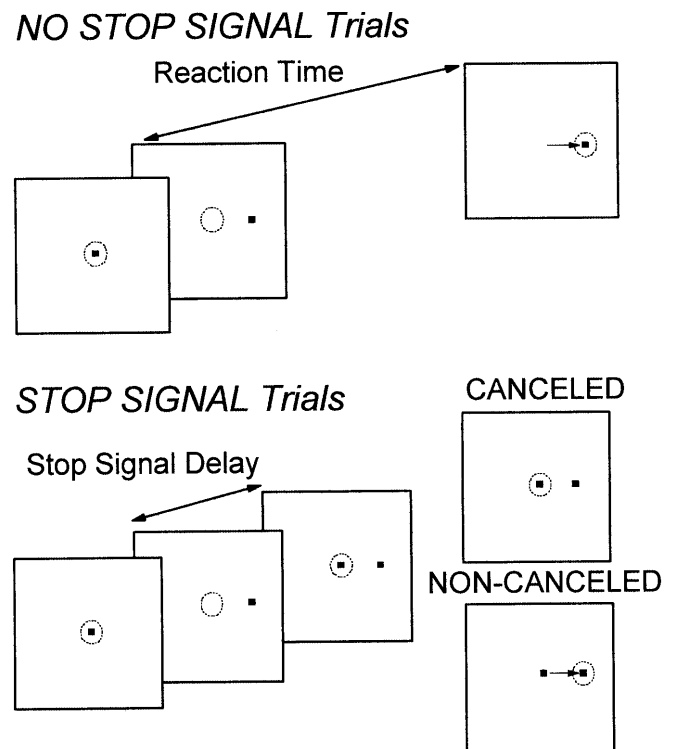 NO STOP SIGNAL Trials
Reaction Time
STOP SIGNAL Trials
CANCELED
Stop Signal Delay
NON-CANCELED